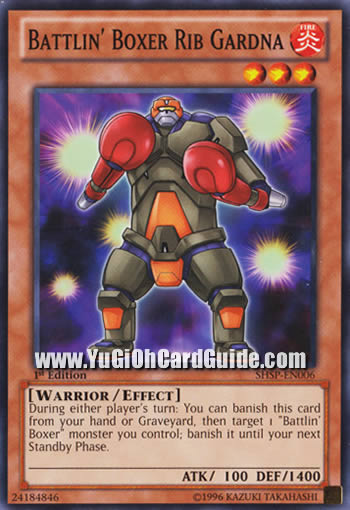 BATTLIN' BOXER RIB GARDNA
FIRE
炎
www.YuGiOhCardGuide.com
1st Edition SHSP-EN006
[WARRIOR/EFFECT]
During either player's turn: You can banish this card
from your hand or Graveyard, then target 1 "Battlin'
Boxer" monster you control; banish it until your next
Standby Phase.
ATK/ 100 DEF/1400
24184846 ©1996 KAZUKI TAKAHASHI